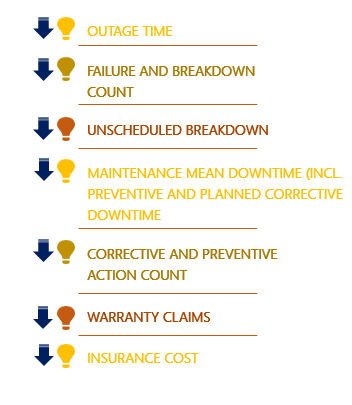 OUTAGE TIME
FAILURE AND BREAKDOWN
COUNT
UNSCHEDULED BREAKDOWN
MAINTENANCE MEAN DOWNTIME (INCL.
PREVENTIVE AND PLANNED CORRECTIVE
DOWNTIME
CORRECTIVE AND PREVENTIVE
ACTION COUNT
WARRANTY CLAIMS
INSURANCE COST